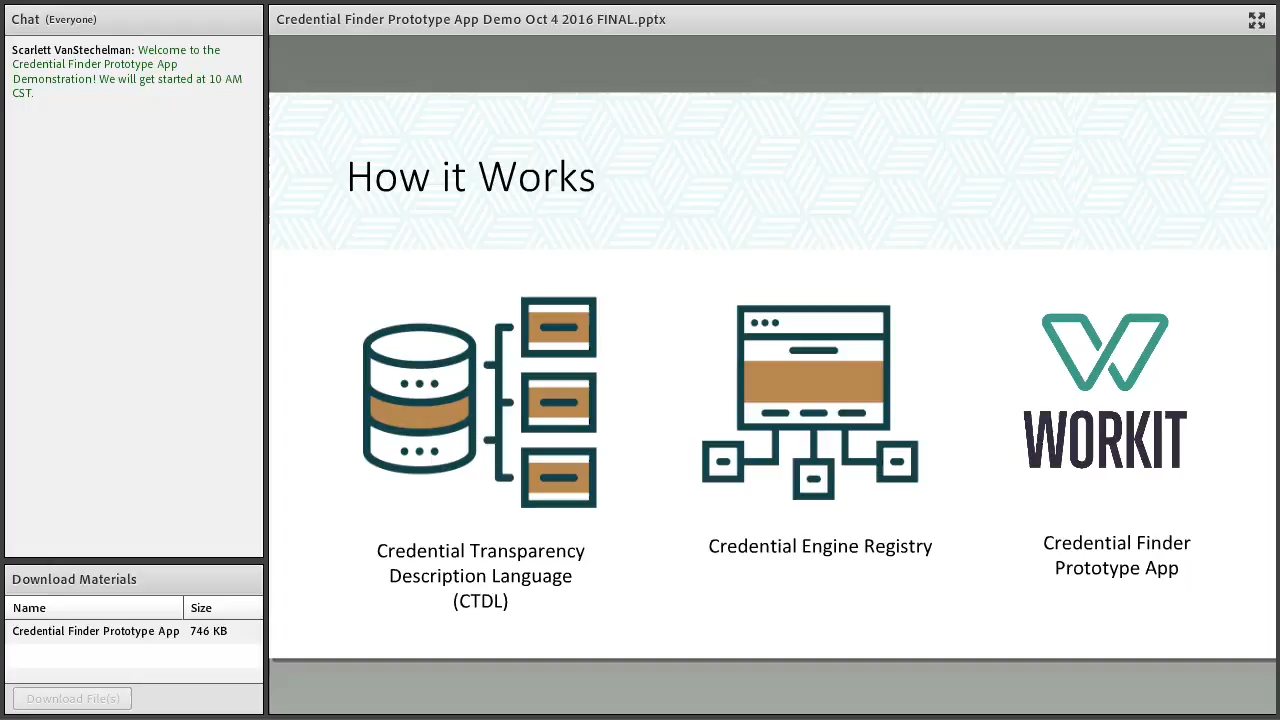 Chat (Everyone)
Scarlett VanStechelman: Welcome to the
Credential Finder Prototype App
Demonstration! We will get started at 10 AM
CST.
Download Materials
Name Size
Credential Finder Prototype App 746 KB
Download File(s)
Credential Finder Prototype App Demo Oct 4 2016 FINAL.pptx
How it Works
Credential Transparency
Description Language
(CTDL)
Credential Engine Registry
WORKIT
Credential Finder
Prototype App